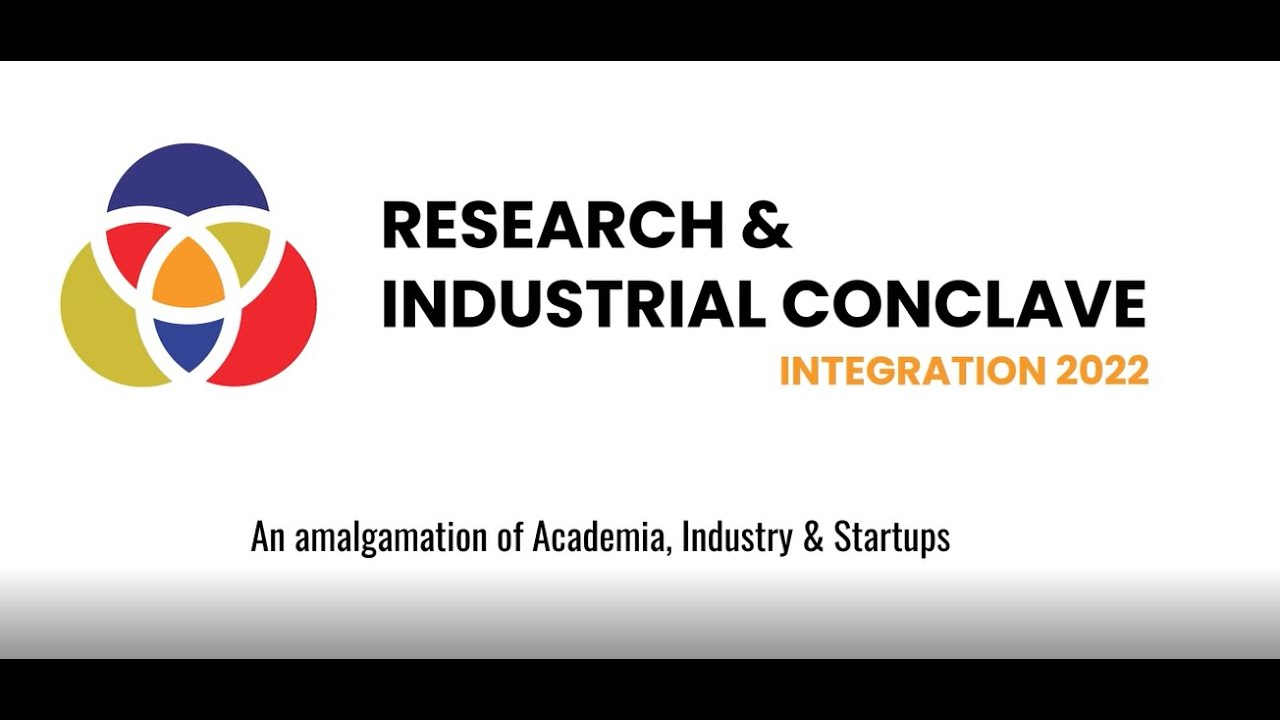 RESEARCH &
INDUSTRIAL CONCLAVE
INTEGRATION 2022
An amalgamation of Academia, Industry & Startups